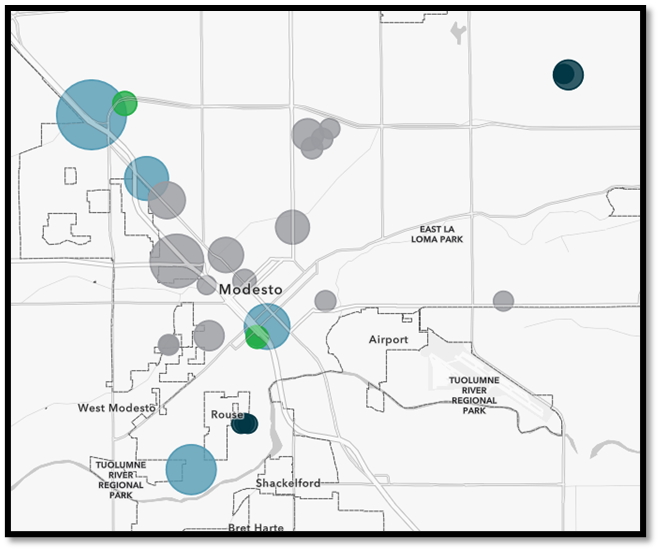 EAST LA
LOMA PARK
Modesto
Airport
TUOLUMNE
RIVER
REGIONAL
PARK
West Modesto
Rouse
TUOLUMNE
RIVER
REGIONAL
PARK
Shackelford
Bret Harte